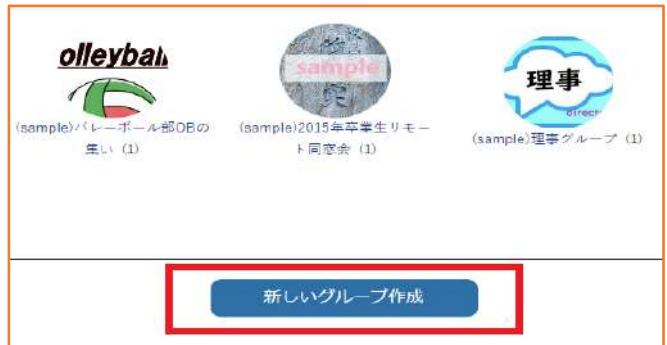 olleyball
sample
理事
direct
(sample)バレーボール部OBの
集い (1)
(sample)2015年卒業生リモー
ト同窓会 (1)
(sample)理事グループ (1)
新しいグループ作成